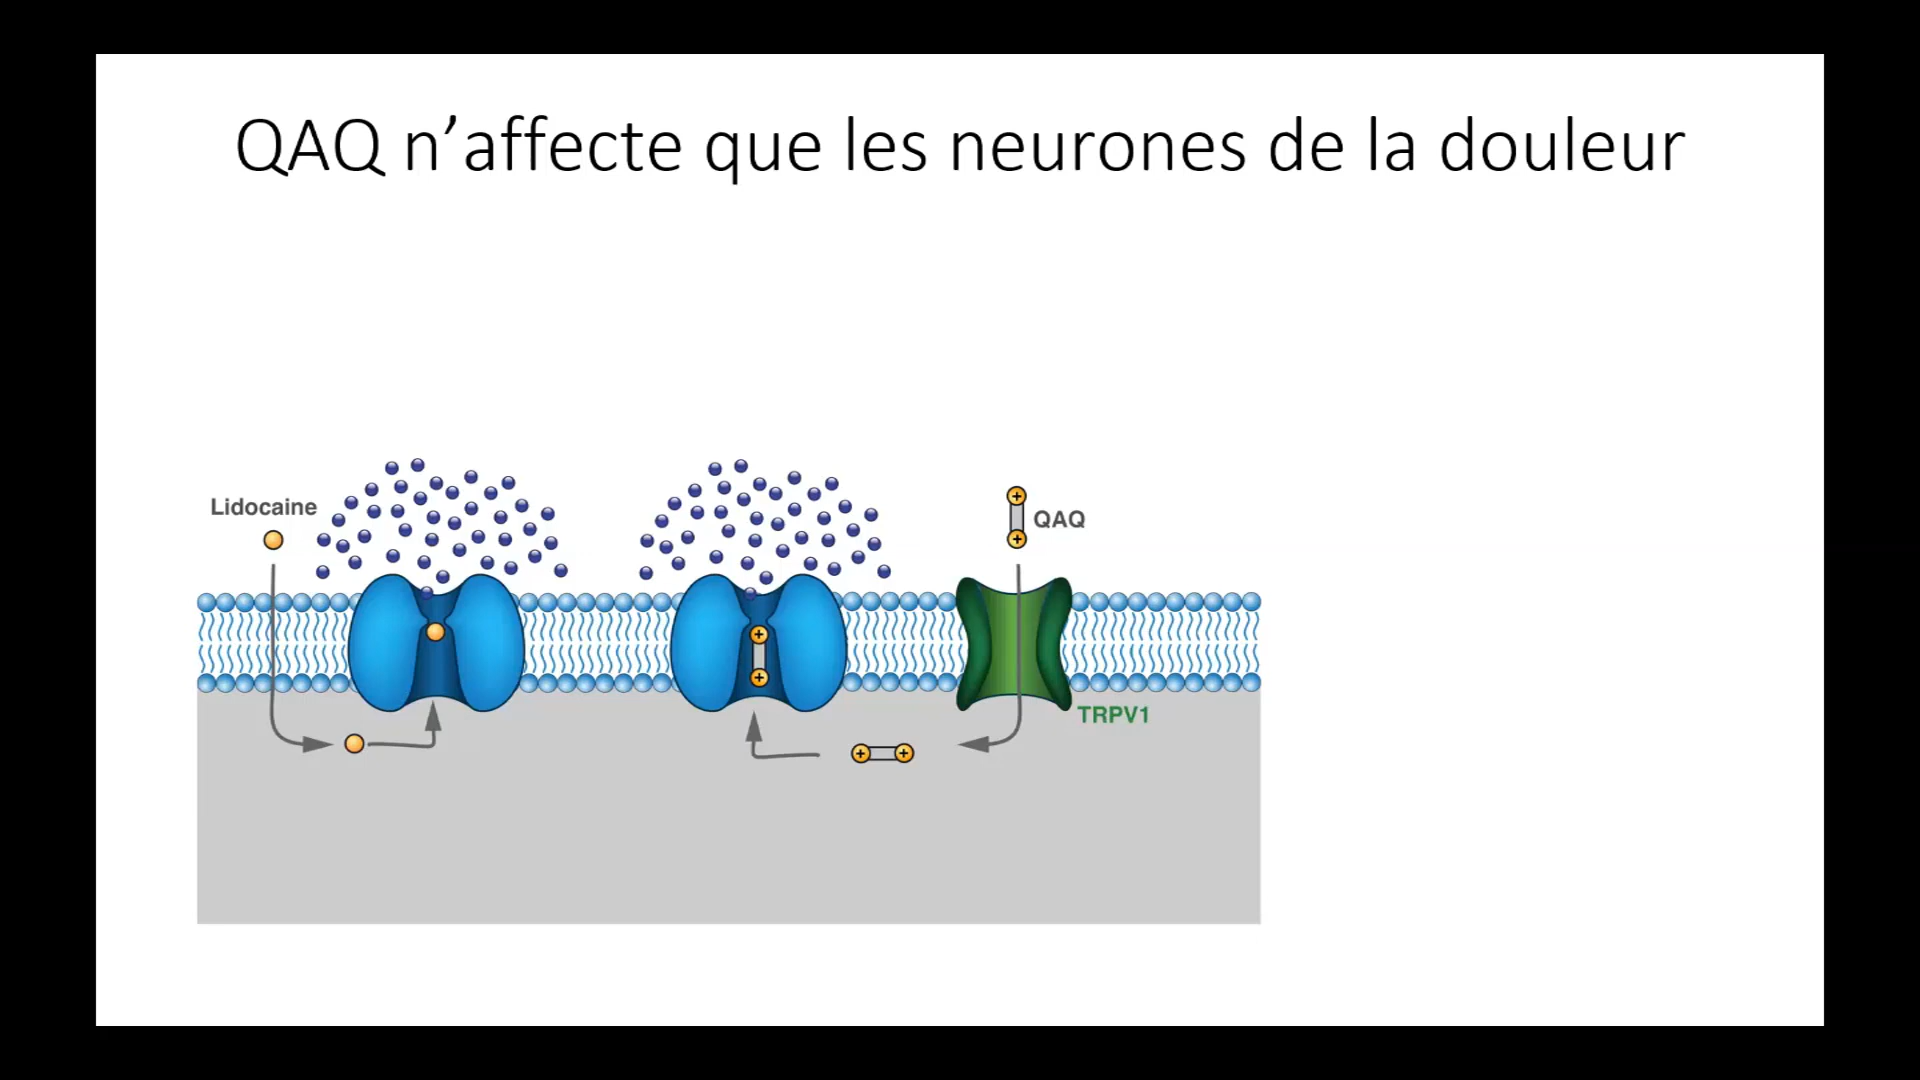 QAQ n’affecte que les neurones de la douleur
Lidocaine
QAQ
TRPV1